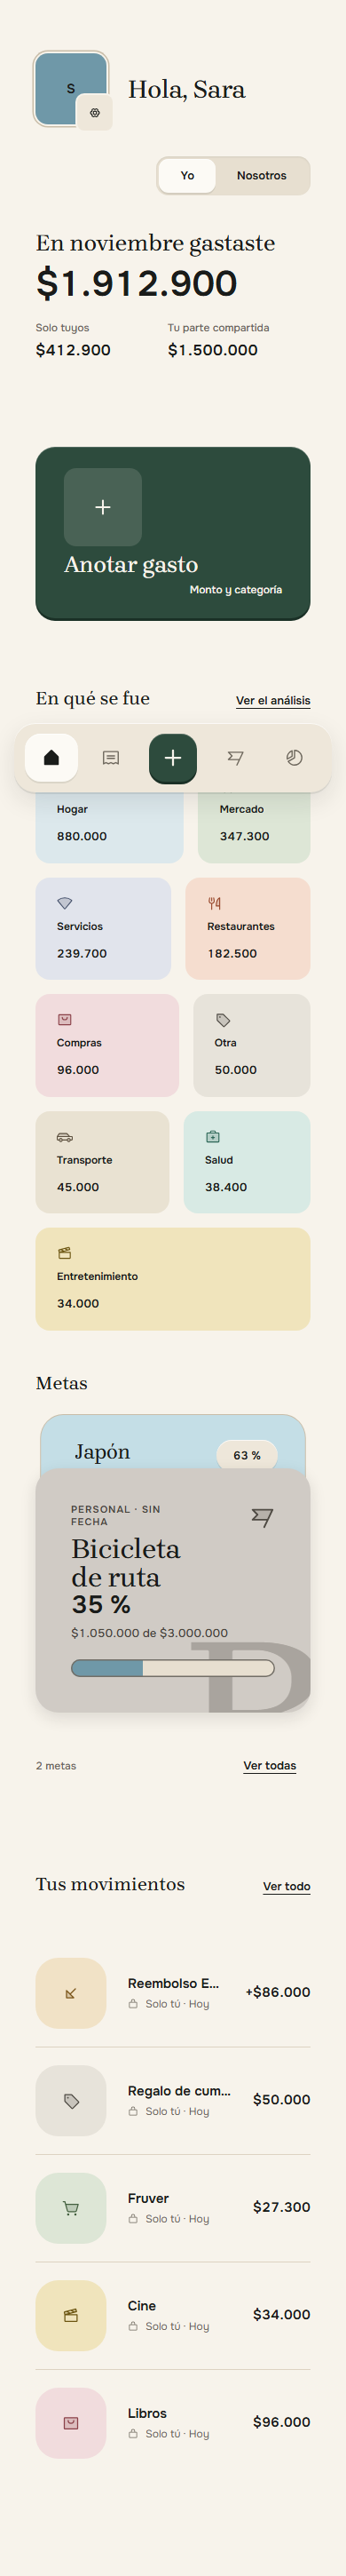 S
Hola, Sara
Yo
Nosotros
En noviembre gastaste
$1.912.900
Solo tuyos
Tu parte compartida
$412.900
$1.500.000
Anotar gasto
Monto y categoría
En qué se fue
Ver el análisis
Hogar
Mercado
880.000
347.300
Servicios
Restaurantes
239.700
182.500
Compras
Otra
96.000
50.000
Transporte
Salud
45.000
38.400
Entretenimiento
34.000
Metas
Japón
63 %
PERSONAL · SIN
FECHA
Bicicleta
de ruta
35 %
$1.050.000 de $3.000.000
B
2 metas
Ver todas
Tus movimientos
Ver todo
Reembolso E...
+$86.000
Solo tú · Hoy
Regalo de cum...
$50.000
Solo tú · Hoy
Fruver
$27.300
Solo tú · Hoy
Cine
$34.000
Solo tú · Hoy
Libros
$96.000
Solo tú · Hoy